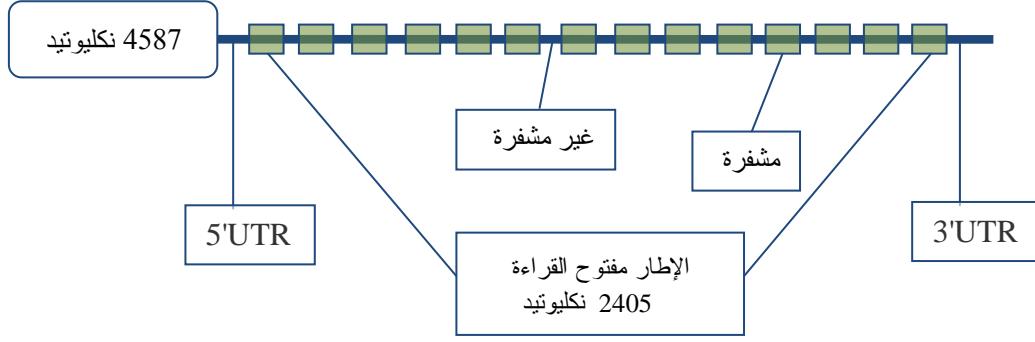 4587 نكليوتيد
غير مشفرة
مشفرة
5'UTR
3'UTR
الإطار مفتوح القراءة
2405 نكليوتيد